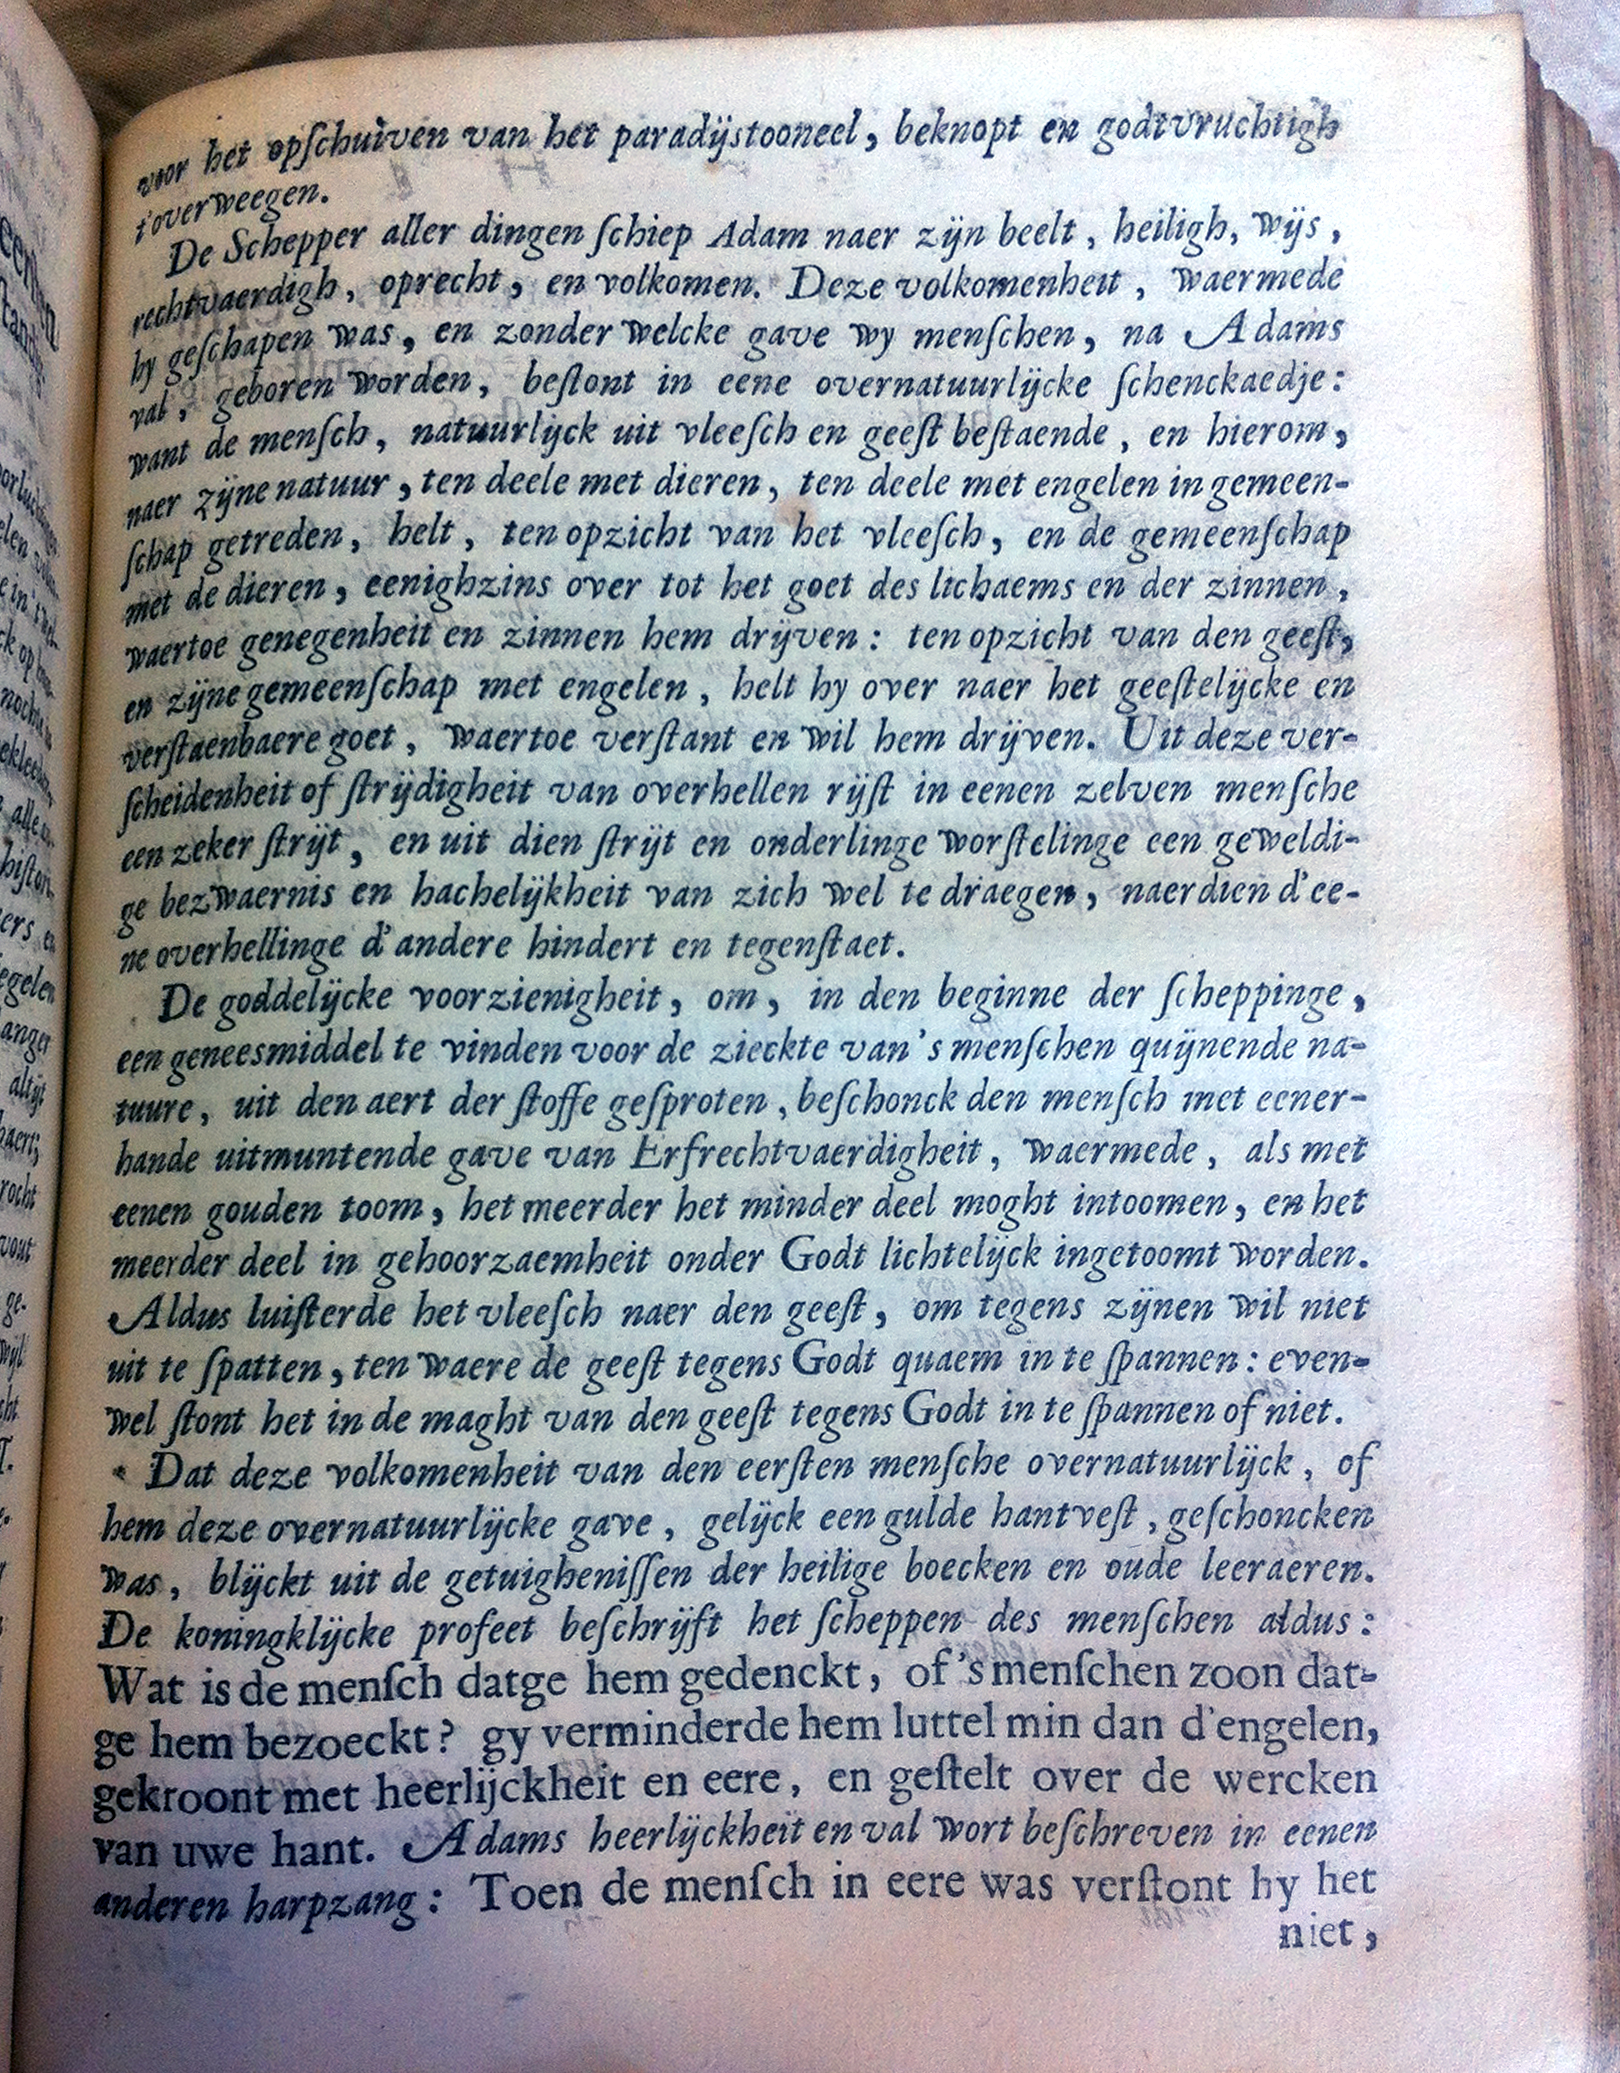 voor het opſchuiven van het paradijstooneel, beknopt en godtvruchtigh
t'overweegen.
De Schepper aller dingen ſchiep Adam naer zijn beelt, heiligh, wijs,
rechtvaerdigh, oprecht, en volkomen. Deze volkomenheit, waermede
hy geſchapen was, en zonder welcke gave wy menſchen, na Adams
val, geboren worden, beſtont in eene overnatuurlijcke ſchenckaedje:
want de menſch, natuurlijck uit vleeſch en geeſt beſtaende, en hierom,
naer zijne natuur, ten deele met dieren, ten deele met engelen in gemeen-
ſchap getreden, helt, ten opzicht van het vleeſch, en de gemeenſchap
met de dieren, eenighzins over tot het goet des lichaems en der zinnen,
waertoe genegenheit en zinnen hem drijven: ten opzicht van den geeſt,
en zijne gemeenſchap met engelen, helt hy over naer het geeſtelijcke en
verſtaenbaere goet, waertoe verſtant en wil hem drijven. Uit deze ver-
ſcheidenheit of ſtrijdigheit van overhellen rijſt in eenen zelven menſche
een zeker ſtrijt, en uit dien ſtrijt en onderlinge worſtelinge een geweldi-
ge bezwaernis en hachelijkheit van zich wel te draegen, naerdien d'ee-
ne overhellinge d'andere hindert en tegenſtaet.
De goddelijcke voorzienigheit, om, in den beginne der ſcheppinge,
een geneesmiddel te vinden voor de zieckte van 's menſchen quijnende na-
tuure, uit den aert der ſtoffe geſproten, beſchonck den menſch met eener-
hande uitmuntende gave van Erfrechtvaerdigheit, waermede, als met
eenen gouden toom, het meerder het minder deel moght intoomen, en het
meerder deel in gehoorzaemheit onder Godt lichtelijck ingetoomt worden.
Aldus luiſterde het vleeſch naer den geeſt, om tegens zijnen wil niet
uit te ſpatten, ten waere de geeſt tegens Godt quaem in te ſpannen: even-
wel ſtont het in de maght van den geeſt tegens Godt in te ſpannen of niet.
Dat deze volkomenheit van den eerſten menſche overnatuurlijck, of
hem deze overnatuurlijcke gave, gelijck een gulde hantveſt, geſchoncken
was, blijckt uit de getuigheniſſen der heilige boecken en oude leeraeren.
De koningklijcke profeet beſchrijft het ſcheppen des menſchen aldus:
Wat is de menſch datge hem gedenckt, of 's menſchen zoon dat-
ge hem bezoeckt? gy verminderde hem luttel min dan d'engelen,
gekroont met heerlijckheit en eere, en geſtelt over de wercken
van uwe hant. Adams heerlijckheit en val wort beſchreven in eenen
anderen harpzang: Toen de menſch in eere was verſtont hy het
niet,